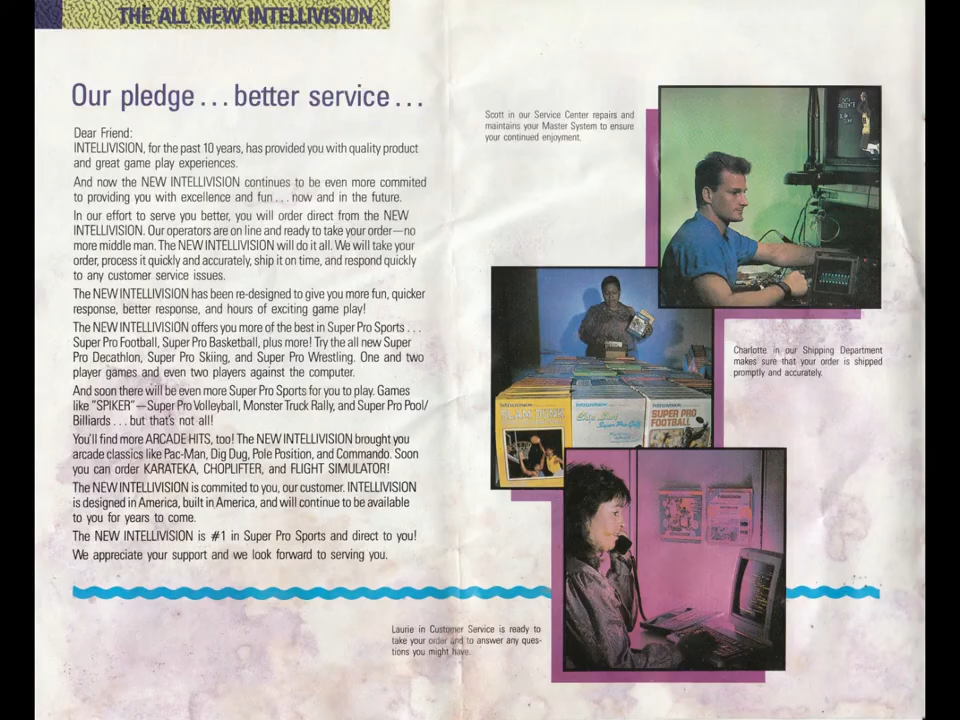 THE ALL NEW INTELLIVISION
Our pledge . . . better service . . .
Dear Friend:
INTELLIVISION, for the past 10 years, has provided you with quality product
and great game play experiences.
And now the NEW INTELLIVISION continues to be even more commited
to providing you with excellence and fun . . . now and in the future.
In our effort to serve you better, you will order direct from the NEW
INTELLIVISION. Our operators are on line and ready to take your order—no
more middle man. The NEW INTELLIVISION will do it all. We will take your
order, process it quickly and accurately, ship it on time, and respond quickly
to any customer service issues.
The NEW INTELLIVISION has been re-designed to give you more fun, quicker
response, better response, and hours of exciting game play!
The NEW INTELLIVISION offers you more of the best in Super Pro Sports . . .
Super Pro Football, Super Pro Basketball, plus more! Try the all new Super
Pro Decathlon, Super Pro Skiing, and Super Pro Wrestling. One and two
player games and even two players against the computer.
And soon there will be even more Super Pro Sports for you to play. Games
like "SPIKER"—Super Pro Volleyball, Monster Truck Rally, and Super Pro Pool/
Billiards . . . but that's not all!
You'll find more ARCADE HITS, too! The NEW INTELLIVISION brought you
arcade classics like Pac-Man, Dig Dug, Pole Position, and Commando. Soon
you can order KARATEKA, CHOPLIFTER, and FLIGHT SIMULATOR!
The NEW INTELLIVISION is commited to you, our customer. INTELLIVISION
is designed in America, built in America, and will continue to be available
to you for years to come.
The NEW INTELLIVISION is #1 in Super Pro Sports and direct to you!
We appreciate your support and we look forward to serving you.
Scott in our Service Center repairs and
maintains your Master System to ensure
your continued enjoyment.
Charlotte in our Shipping Department
makes sure that your order is shipped
promptly and accurately.
SLAM DUNK
Chip Shot
Super Pro Golf
SUPER PRO
FOOTBALL
Laurie in Customer Service is ready to
take your order and to answer any ques-
tions you might have.